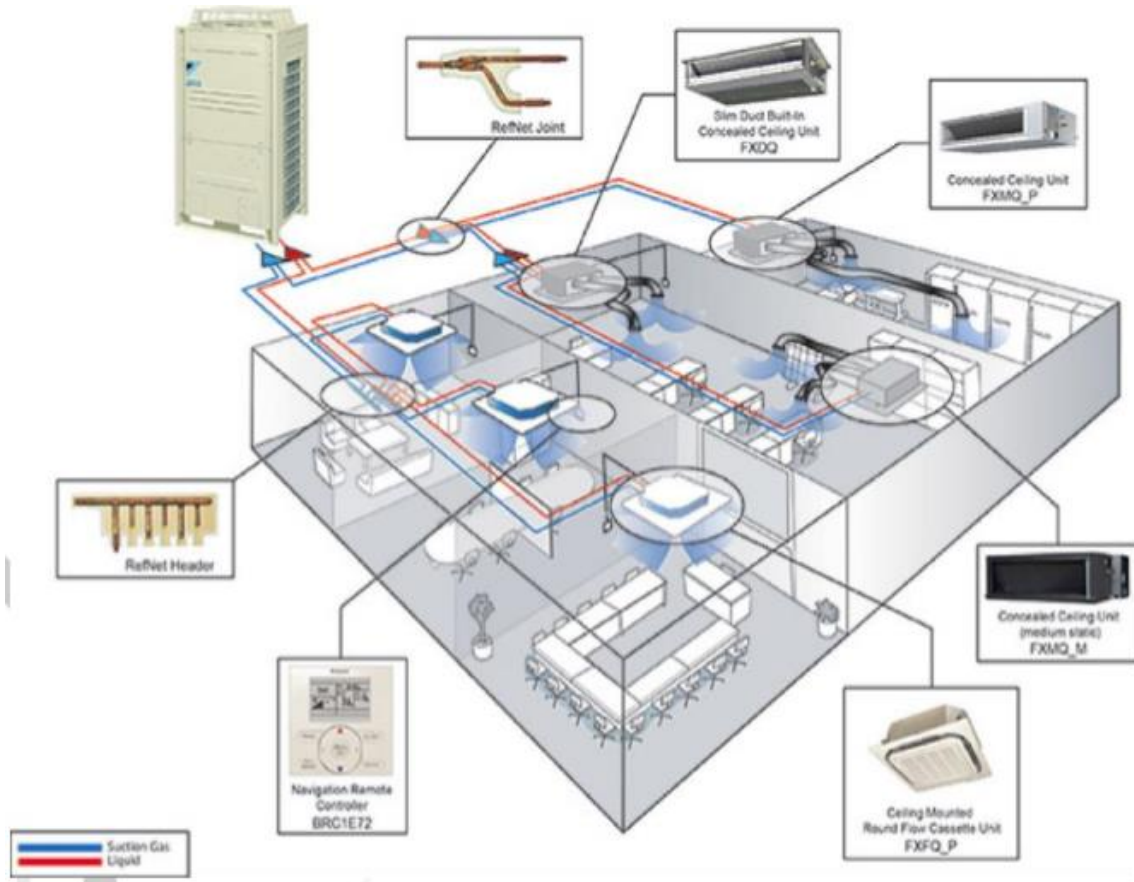 RefNet Joint
Slim Duct Built-In
Concealed Ceiling Unit
FXDQ
Concealed Ceiling Unit
FXMQ_P
RefNet Header
Concealed Ceiling Unit
(medium static)
FXMQ_M
Navigation Remote
Controller
BRC1E72
Ceiling Mounted
Round Flow Cassette Unit
FXFQ_P
Suction Gas
Liquid